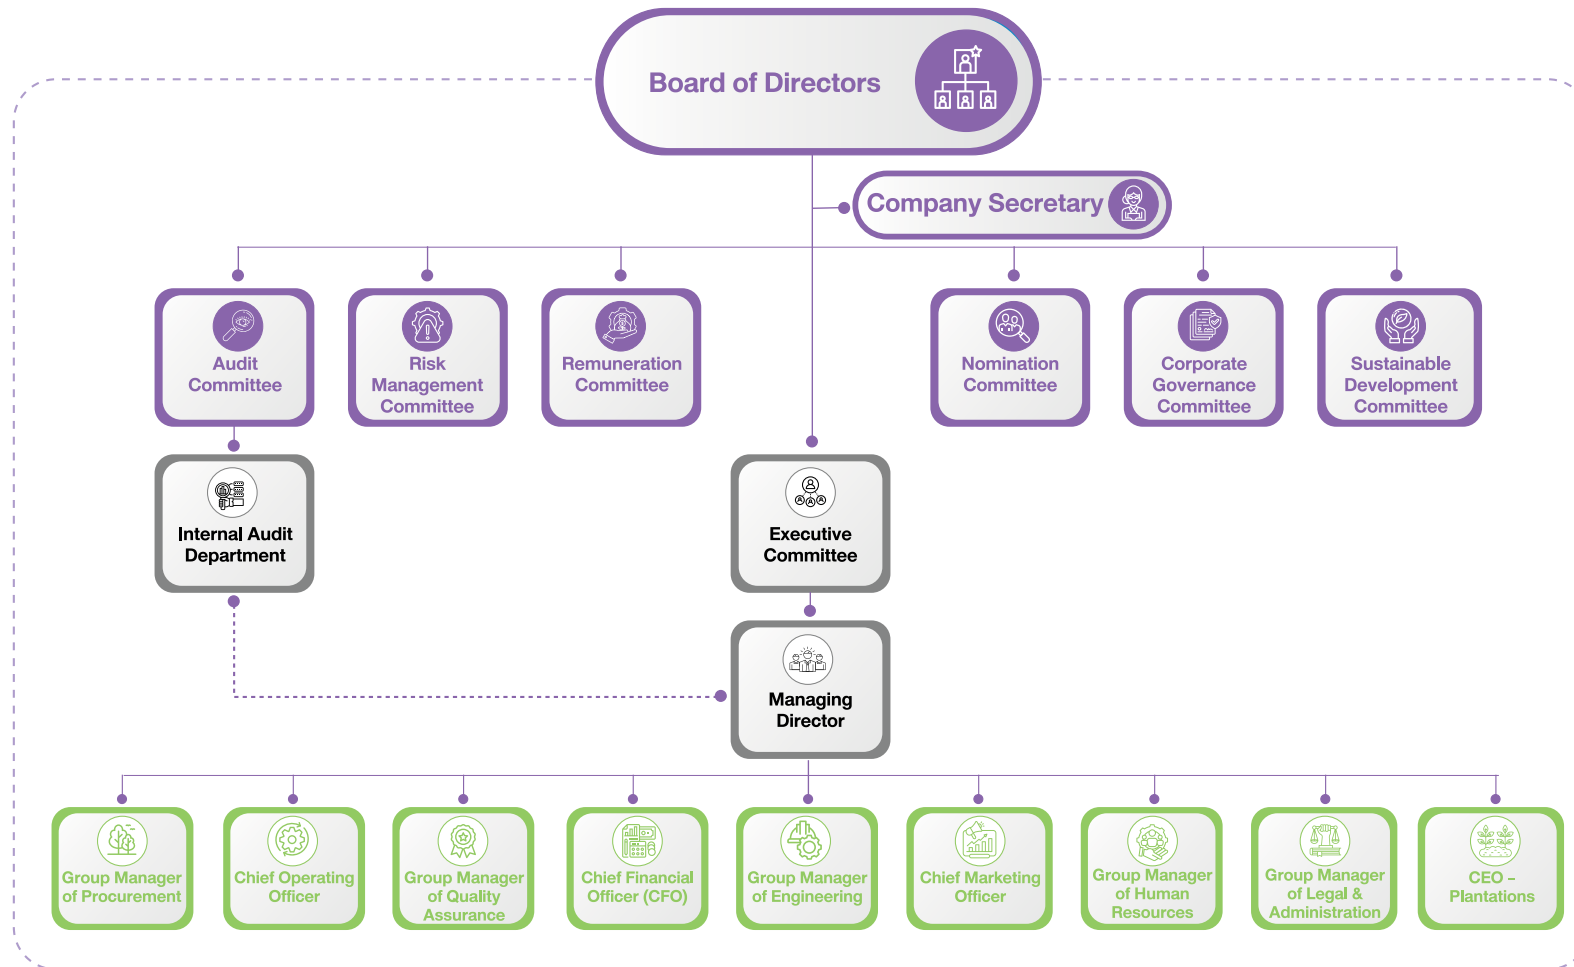 Board of Directors
Company Secretary
Audit
Committee
Risk
Management
Committee
Remuneration
Committee
Nomination
Committee
Corporate
Governance
Committee
Sustainable
Development
Committee
Internal Audit
Department
Executive
Committee
Managing
Director
Group Manager
of Procurement
Chief Operating
Officer
Group Manager
of Quality
Assurance
Chief Financial
Officer (CFO)
Group Manager
of Engineering
Chief Marketing
Officer
Group Manager
of Human
Resources
Group Manager
of Legal &
Administration
CEO –
Plantations